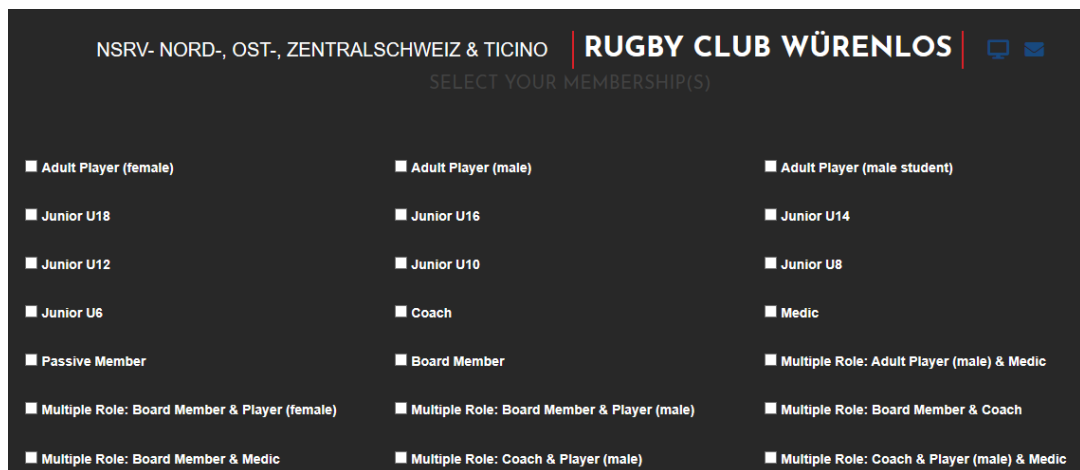 NSRV- NORD-, OST-, ZENTRALSCHWEIZ & TICINO RUGBY CLUB WÜRENLOS
SELECT YOUR MEMBERSHIP(S)
Adult Player (female) Adult Player (male) Adult Player (male student)
Junior U18 Junior U16 Junior U14
Junior U12 Junior U10 Junior U8
Junior U6 Coach Medic
Passive Member Board Member Multiple Role: Adult Player (male) & Medic
Multiple Role: Board Member & Player (female) Multiple Role: Board Member & Player (male) Multiple Role: Board Member & Coach
Multiple Role: Board Member & Medic Multiple Role: Coach & Player (male) Multiple Role: Coach & Player (male) & Medic